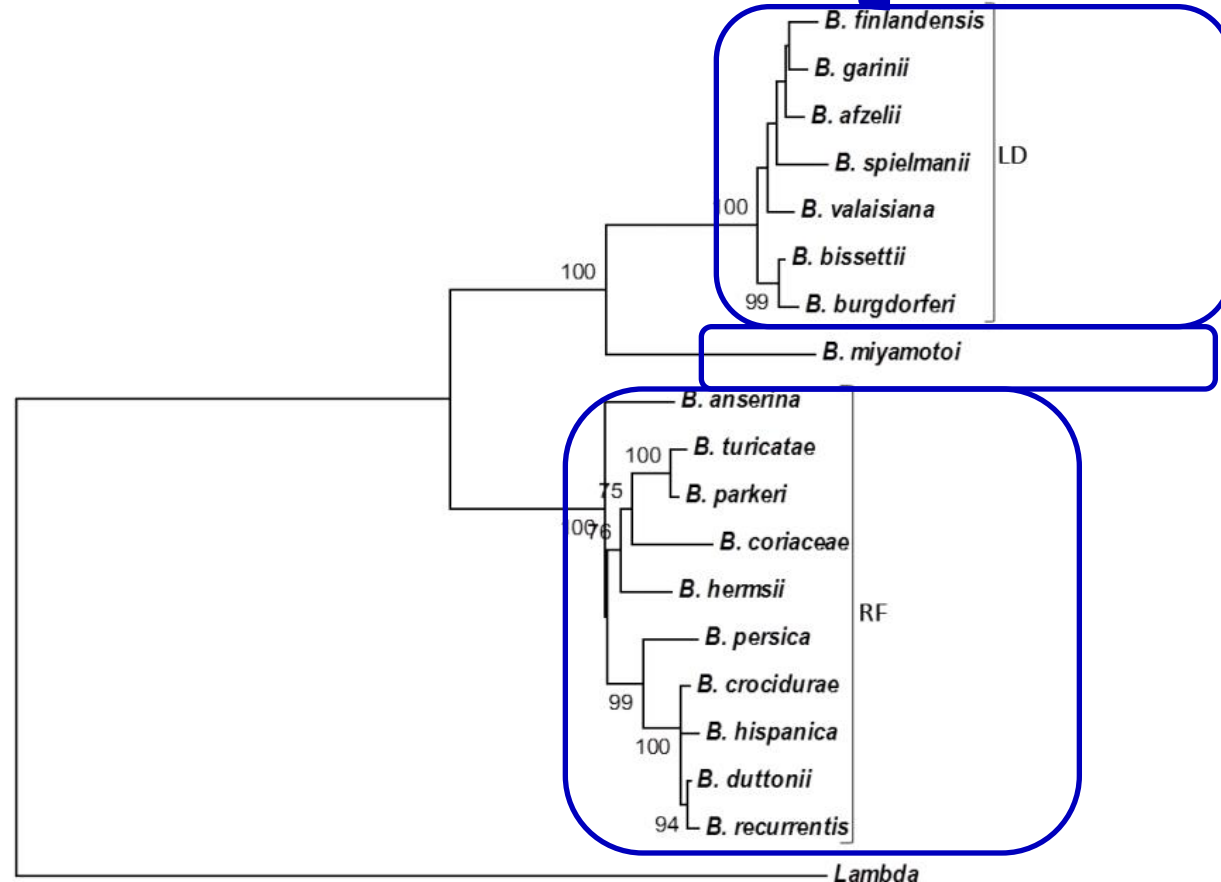 B. finlandensis
B. garinii
B. afzelii
B. spielmanii
LD
100
B. valaisiana
B. bissettii
100
99
B. burgdorferi
B. miyamotoi
B. anserina
B. turicatae
100
B. parkeri
75
100
76
B. coriaceae
B. hermsii
RF
B. persica
B. crocidurae
99
B. hispanica
100
B. duttonii
94
B. recurrentis
Lambda